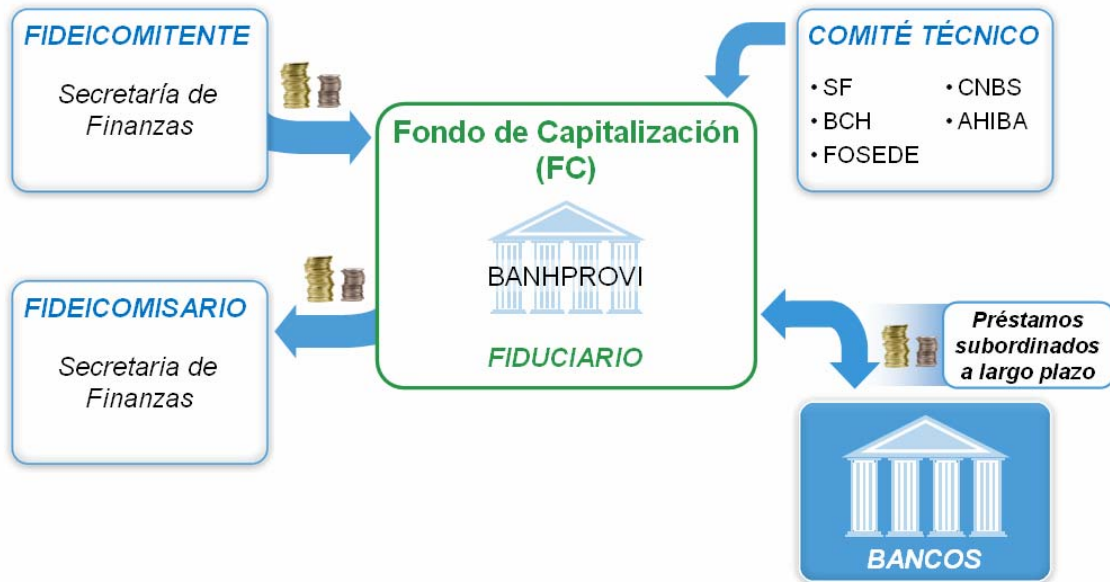 FIDEICOMITENTE
Secretaría de
Finanzas
COMITÉ TÉCNICO
• SF
• BCH
• FOSEDE
• CNBS
• AHIBA
Fondo de Capitalización
(FC)
BANHPROVI
FIDUCIARIO
FIDEICOMISARIO
Secretaria de
Finanzas
Préstamos
subordinados
a largo plazo
BANCOS